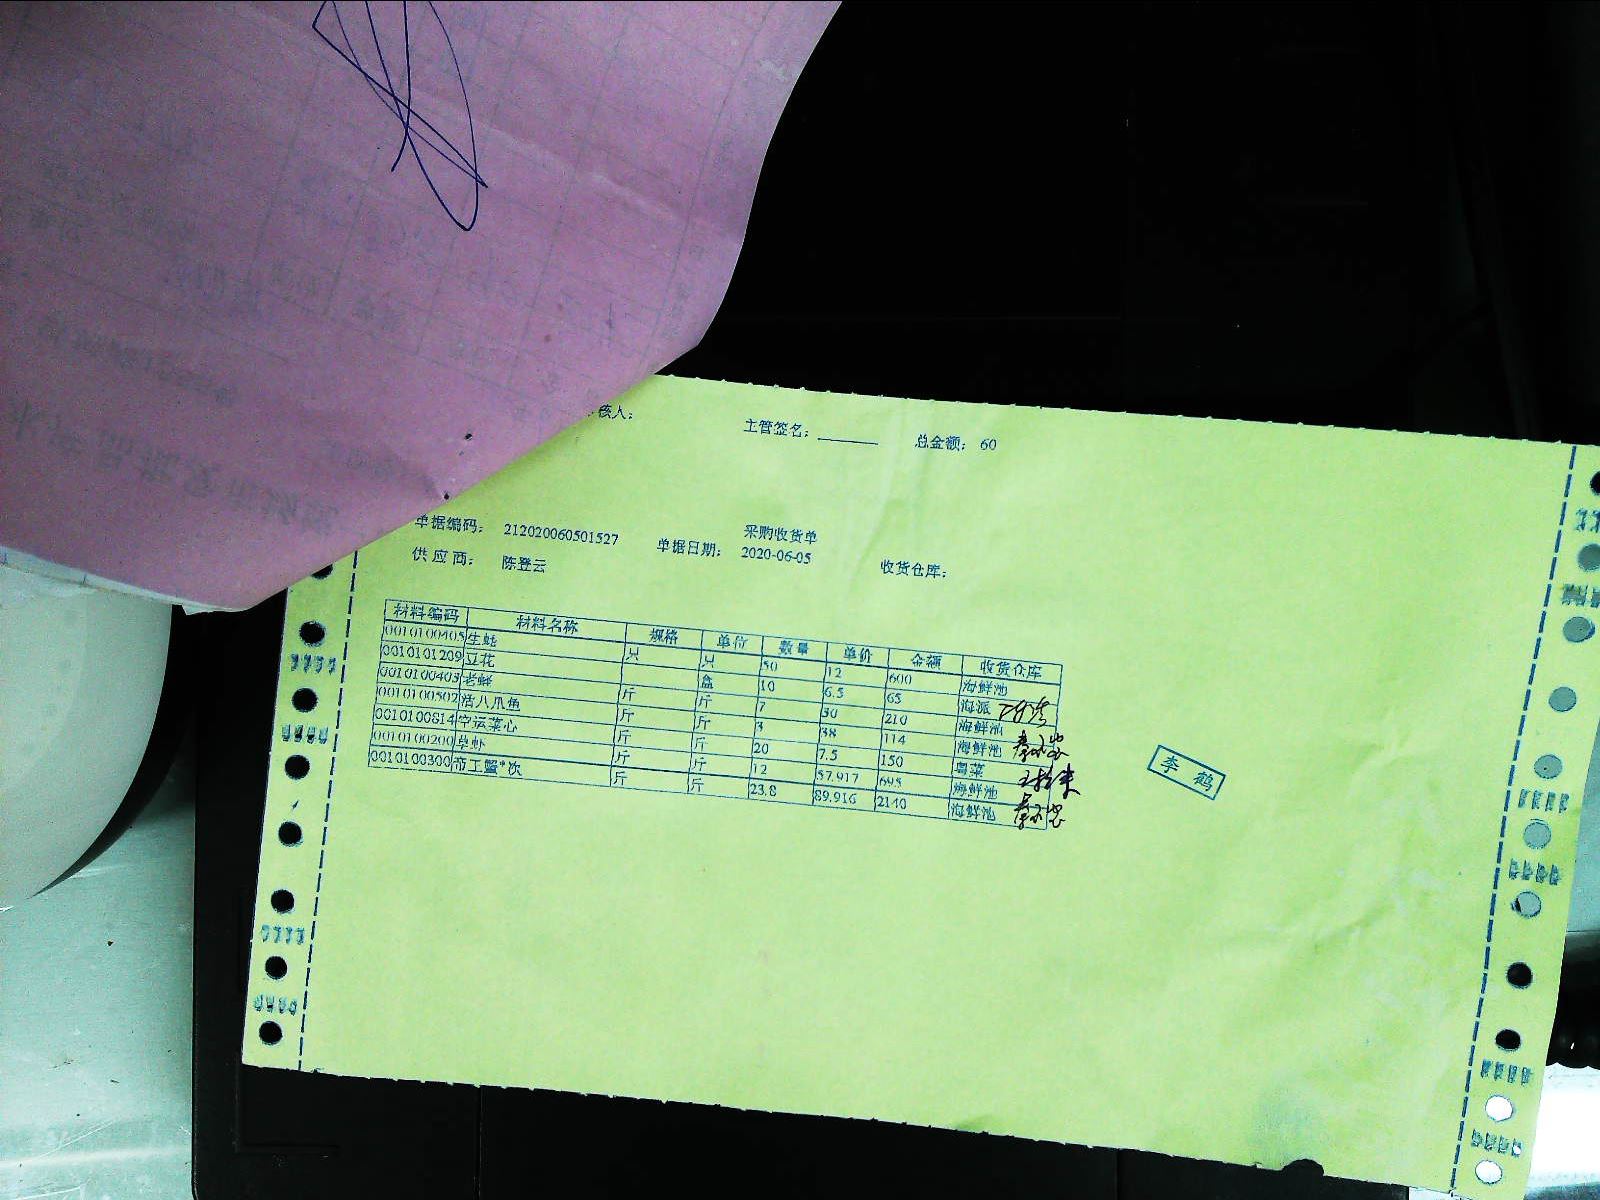 核人： 主管签名： 总金额： 60
采购收货单
单据编码： 212020060501527 单据日期： 2020-06-05 收货仓库：
供应商： 陈登云
材料编码 材料名称 规格 单位 数量 单价 金额 收货仓库
0010100405 生蚝 只 只 50 12 600 海鲜池
0010101209 豆花 盒 10 6.5 65 海派
0010100403 老蛏 斤 斤 7 30 210 海鲜池
0010100502 活八爪鱼 斤 斤 3 38 114 海鲜池
0010100814 空运菜心 斤 斤 20 7.5 150 粤菜
0010100200 草虾 斤 斤 12 57.917 695 海鲜池
0010100300 帝王蟹*次 斤 斤 23.8 89.916 2140 海鲜池
李鹤